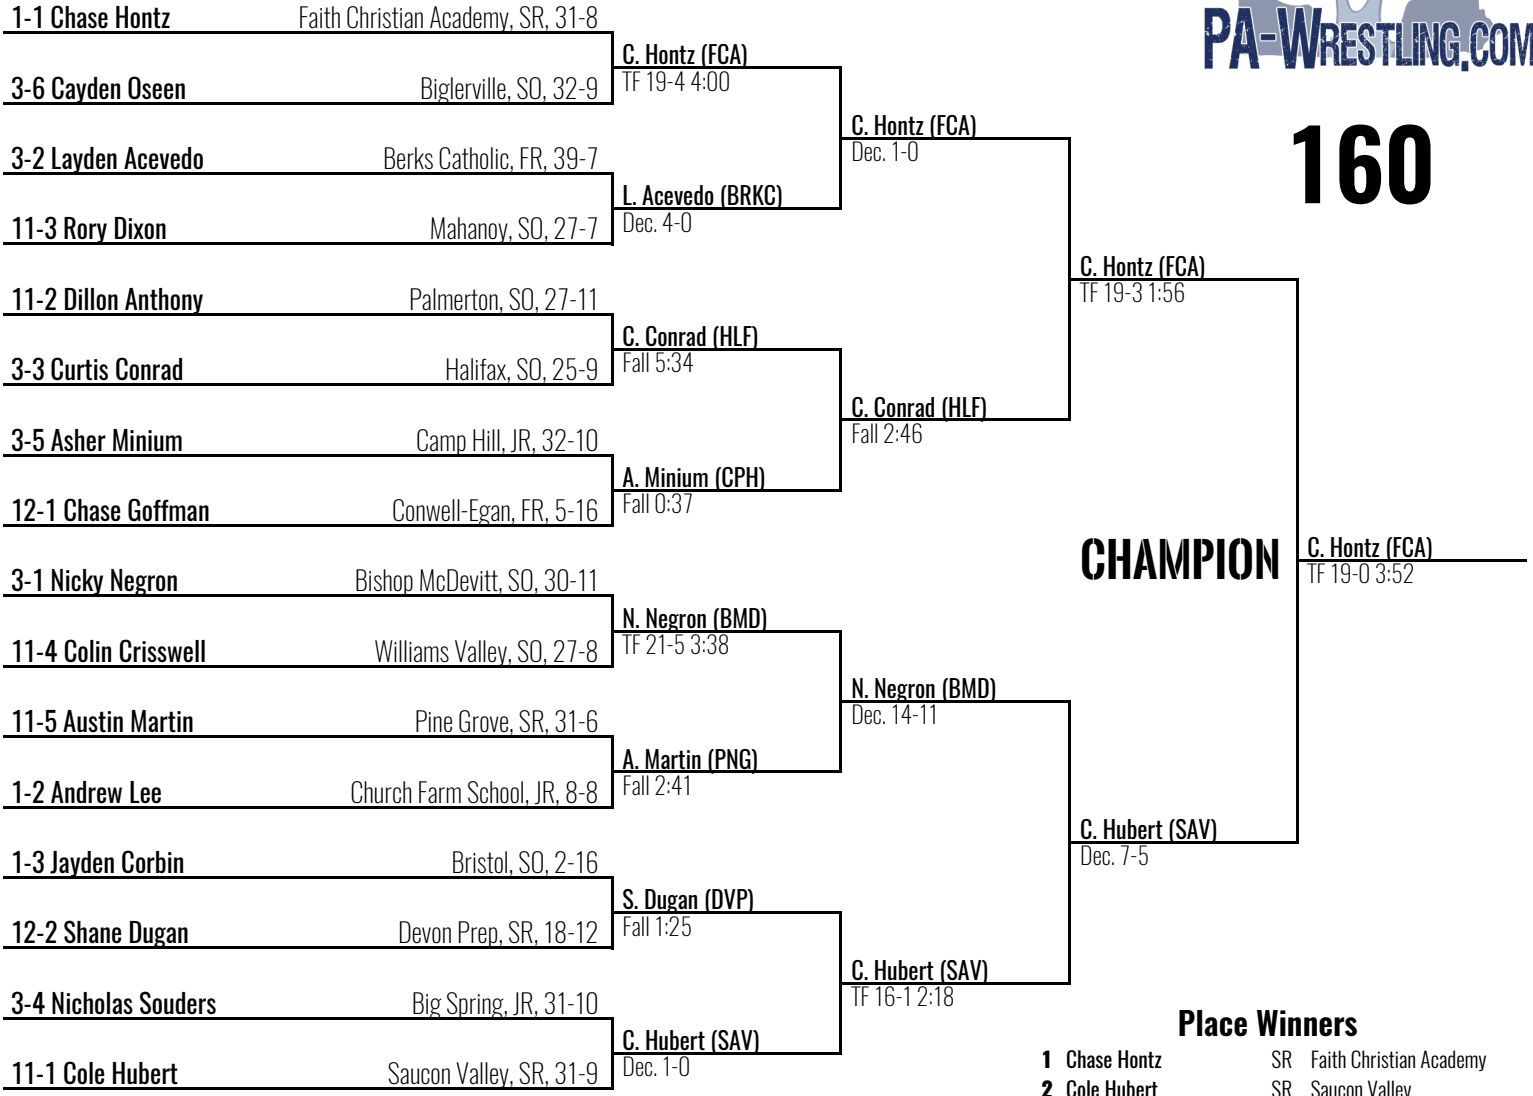 PA-WRESTLING.COM
160
1-1 Chase Hontz Faith Christian Academy, SR, 31-8
3-6 Cayden Oseen Biglerville, SO, 32-9
3-2 Layden Acevedo Berks Catholic, FR, 39-7
11-3 Rory Dixon Mahanoy, SO, 27-7
11-2 Dillon Anthony Palmerton, SO, 27-11
3-3 Curtis Conrad Halifax, SO, 25-9
3-5 Asher Minium Camp Hill, JR, 32-10
12-1 Chase Goffman Conwell-Egan, FR, 5-16
3-1 Nicky Negron Bishop McDevitt, SO, 30-11
11-4 Colin Crisswell Williams Valley, SO, 27-8
11-5 Austin Martin Pine Grove, SR, 31-6
1-2 Andrew Lee Church Farm School, JR, 8-8
1-3 Jayden Corbin Bristol, SO, 2-16
12-2 Shane Dugan Devon Prep, SR, 18-12
3-4 Nicholas Souders Big Spring, JR, 31-10
11-1 Cole Hubert Saucon Valley, SR, 31-9
C. Hontz (FCA)
TF 19-4 4:00
L. Acevedo (BRKC)
Dec. 4-0
C. Conrad (HLF)
Fall 5:34
A. Minium (CPH)
Fall 0:37
N. Negron (BMD)
TF 21-5 3:38
A. Martin (PNG)
Fall 2:41
S. Dugan (DVP)
Fall 1:25
C. Hubert (SAV)
Dec. 1-0
C. Hontz (FCA)
Dec. 1-0
C. Conrad (HLF)
Fall 2:46
N. Negron (BMD)
Dec. 14-11
C. Hubert (SAV)
TF 16-1 2:18
C. Hontz (FCA)
TF 19-3 1:56
C. Hubert (SAV)
Dec. 7-5
CHAMPION
C. Hontz (FCA)
TF 19-0 3:52
Place Winners
1 Chase Hontz SR Faith Christian Academy
2 Cole Hubert SR Saucon Valley